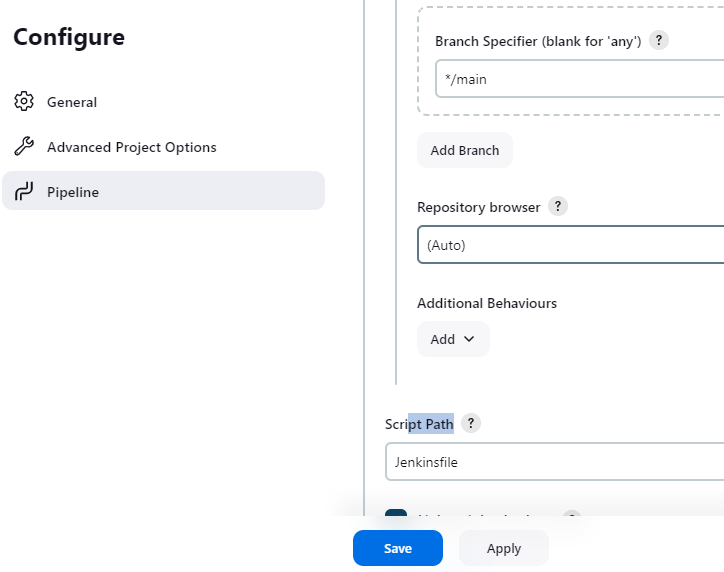 Configure
General
Advanced Project Options
Pipeline
Branch Specifier (blank for 'any') ?
*/main
Add Branch
Repository browser ?
(Auto)
Additional Behaviours
Add
Script Path ?
Jenkinsfile
Save
Apply